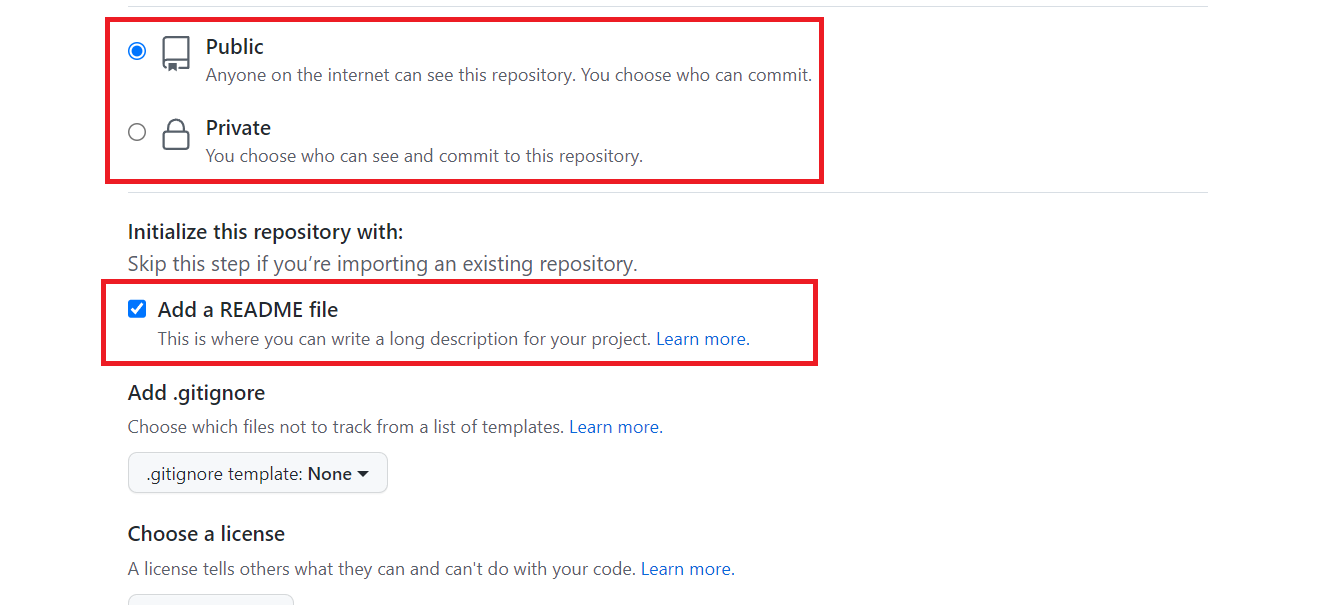 Public
Anyone on the internet can see this repository. You choose who can commit.
Private
You choose who can see and commit to this repository.
Initialize this repository with:
Skip this step if you’re importing an existing repository.
Add a README file
This is where you can write a long description for your project. Learn more.
Add .gitignore
Choose which files not to track from a list of templates. Learn more.
.gitignore template: None
Choose a license
A license tells others what they can and can't do with your code. Learn more.